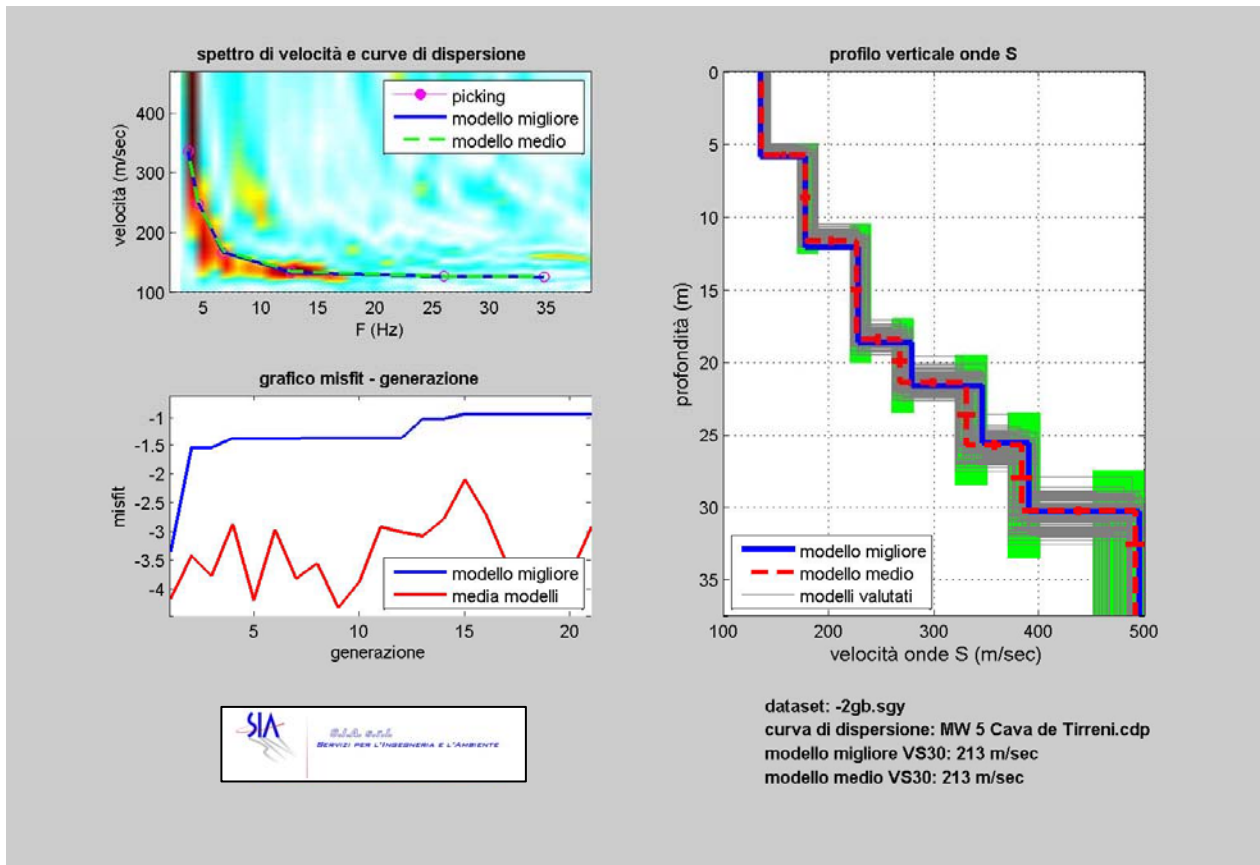 spettro di velocità e curve di dispersione
picking
modello migliore
modello medio
velocità (m/sec)
400
300
200
100
5 10 15 20 25 30 35
F (Hz)
grafico misfit - generazione
-1
-1.5
-2
-2.5
-3
-3.5
-4
misfit
modello migliore
media modelli
5 10 15 20
generazione
SIA
S.I.A. s.r.l.
SERVIZI PER L'INGEGNERIA E L'AMBIENTE
profilo verticale onde S
0
5
10
15
20
25
30
35
profondità (m)
modello migliore
modello medio
modelli valutati
100 200 300 400 500
velocità onde S (m/sec)
dataset: -2gb.sgy
curva di dispersione: MW 5 Cava de Tirreni.cdp
modello migliore VS30: 213 m/sec
modello medio VS30: 213 m/sec